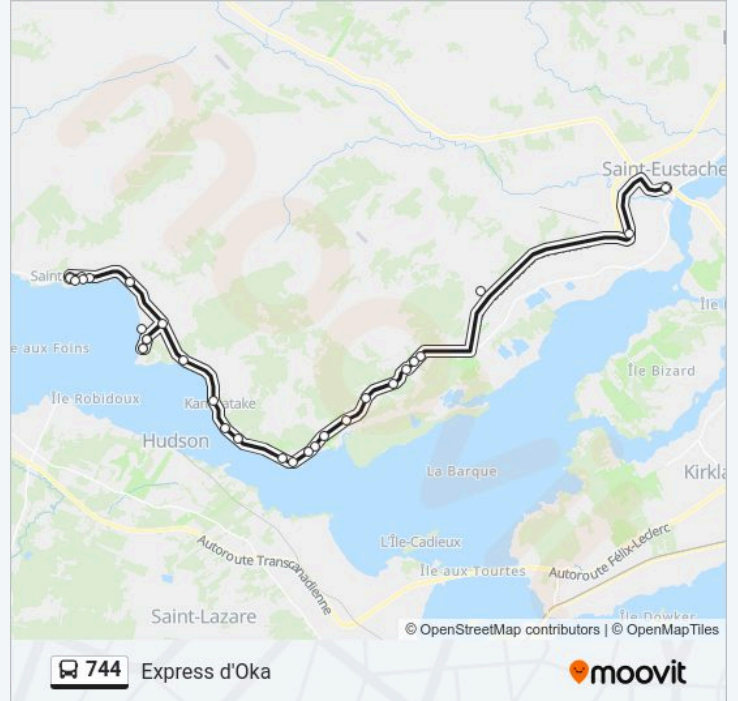 Saint-Eustache
Saint
Île
e aux Foins
Île Bizard
Île Robidoux
Hudson
La Barque
Kirkla
L'Île-Cadieux
Autoroute Transcanadienne
Île aux Tourtes
Autoroute Félix-Leclerc
Saint-Lazare
Île Dowker
© OpenStreetMap contributors | © OpenMapTiles
744 Express d'Oka
moovit